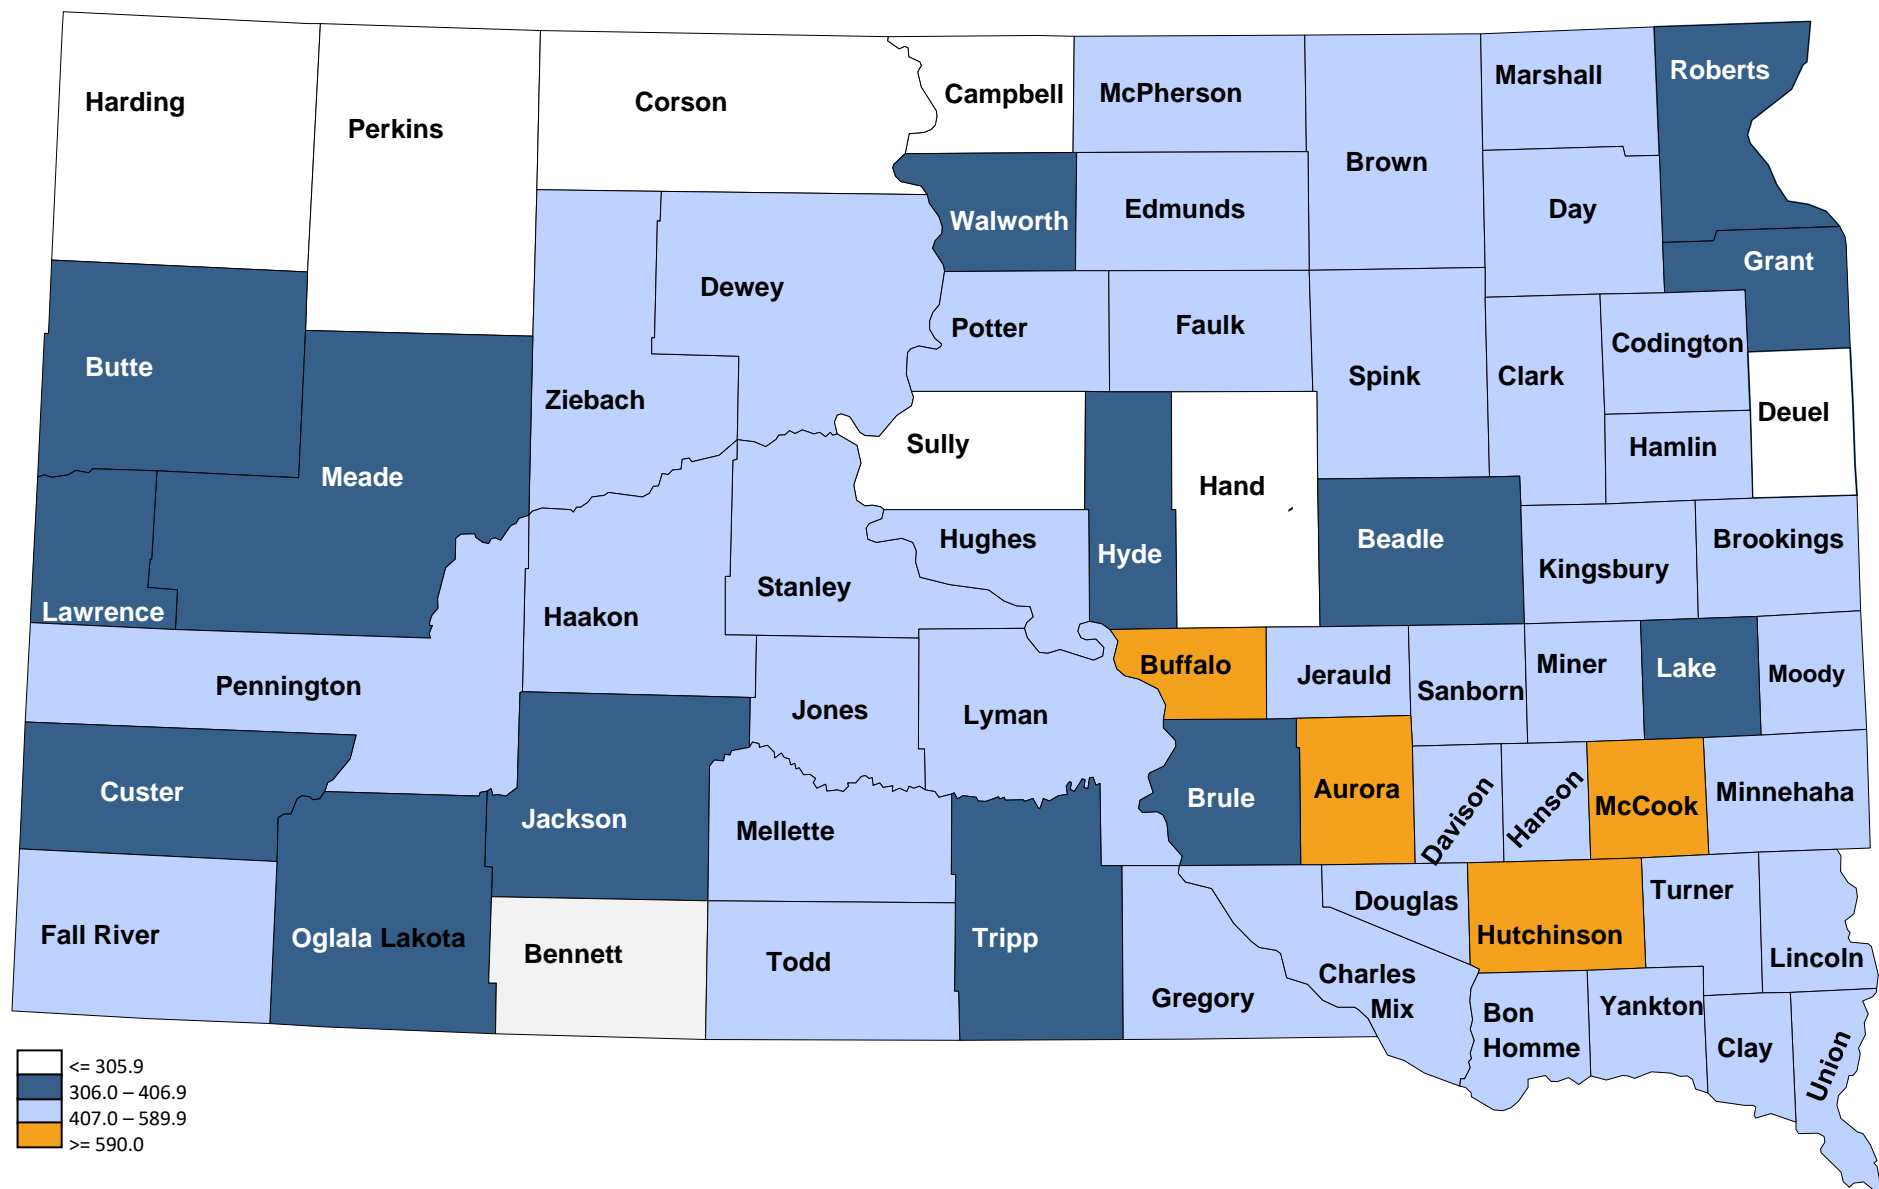 Harding
Perkins
Corson
Campbell
McPherson
Brown
Marshall
Roberts
Walworth
Edmunds
Day
Grant
Butte
Meade
Ziebach
Dewey
Potter
Faulk
Spink
Clark
Codington
Deuel
Hamlin
Sully
Hyde
Hand
Beadle
Kingsbury
Brookings
Lawrence
Haakon
Stanley
Hughes
Pennington
Jones
Lyman
Buffalo
Jerauld
Sanborn
Miner
Lake
Moody
Custer
Jackson
Mellette
Brule
Aurora
Davison
Hanson
McCook
Minnehaha
Fall River
Oglala Lakota
Bennett
Todd
Tripp
Gregory
Charles
Mix
Douglas
Hutchinson
Turner
Lincoln
Bon
Homme
Yankton
Clay
Union
<= 305.9
306.0 – 406.9
407.0 – 589.9
>= 590.0